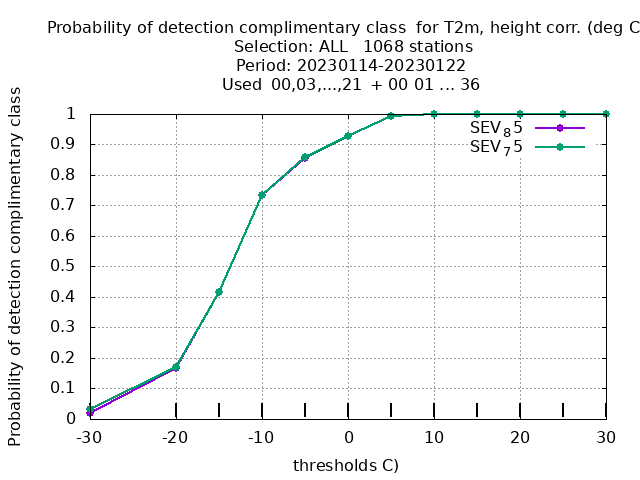 Probability of detection complimentary class  for T2m, height corr. (deg C
Selection: ALL   1068 stations
Period: 20230114-20230122
Used  00,03,...,21  + 00 01 ... 36
Probability of detection complimentary class
1
0.9
0.8
0.7
0.6
0.5
0.4
0.3
0.2
0.1
0
SEV85
SEV75
-30 -20 -10 0 10 20 30
thresholds C)